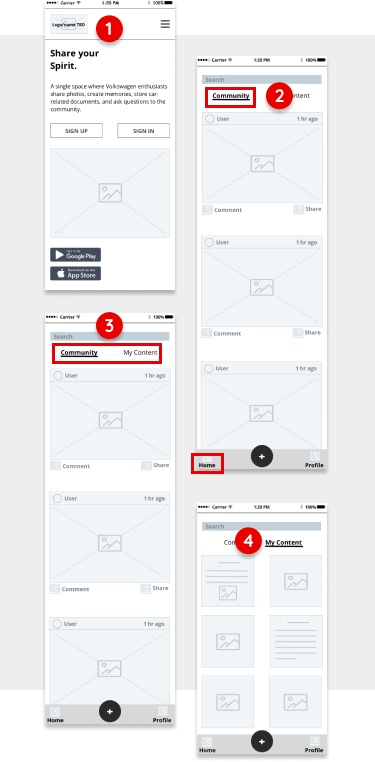 Carrier 1:20 PM 100%
Logo/name TBD
1
Share your
Spirit.
A single space where Volkswagen enthusiasts
share photos, create memories, store car-
related documents, and ask questions to the
community.
SIGN UP SIGN IN
GET IT ON
Google Play
Download on the
App Store
Carrier 1:20 PM 100%
Search
Community 2 ntent
User 1 hr ago
Comment Share
User 1 hr ago
Comment Share
User 1 hr ago
+
Home Profile
Carrier 3 100%
Search
Community My Content
User 1 hr ago
Comment Share
User 1 hr ago
Comment Share
User 1 hr ago
+
Home Profile
Carrier 1:20 PM 100%
Search
Co 4 My Content
+
Home Profile